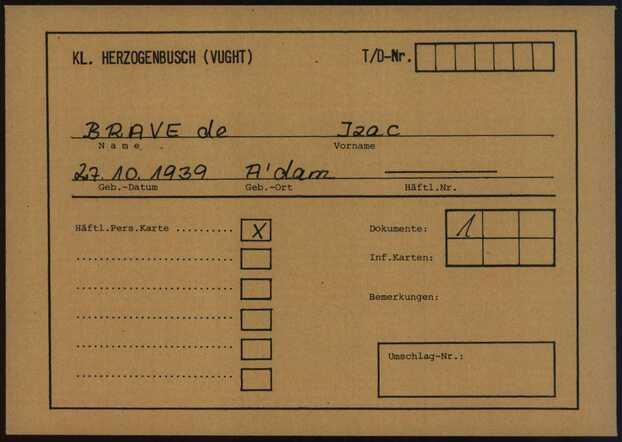 KL. HERZOGENBUSCH (VUGHT) T/D-Nr.
BRAVE de Izac
Name Vorname
27.10.1939 A'dam
Geb.-Datum Geb.-Ort Häftl.Nr.
Häftl.Pers.Karte .......... X
Dokumente: 1
Inf.Karten:
Bemerkungen:
Umschlag-Nr.: